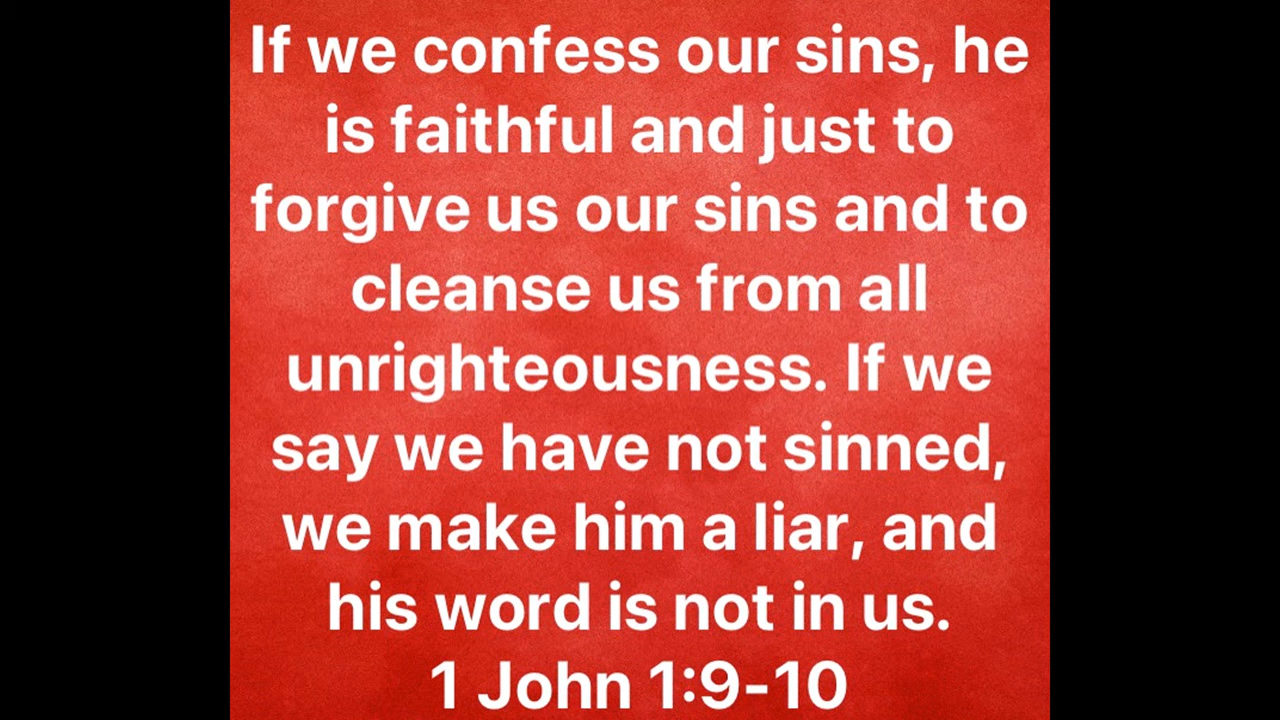 If we confess our sins, he
is faithful and just to
forgive us our sins and to
cleanse us from all
unrighteousness. If we
say we have not sinned,
we make him a liar, and
his word is not in us.
1 John 1:9-10